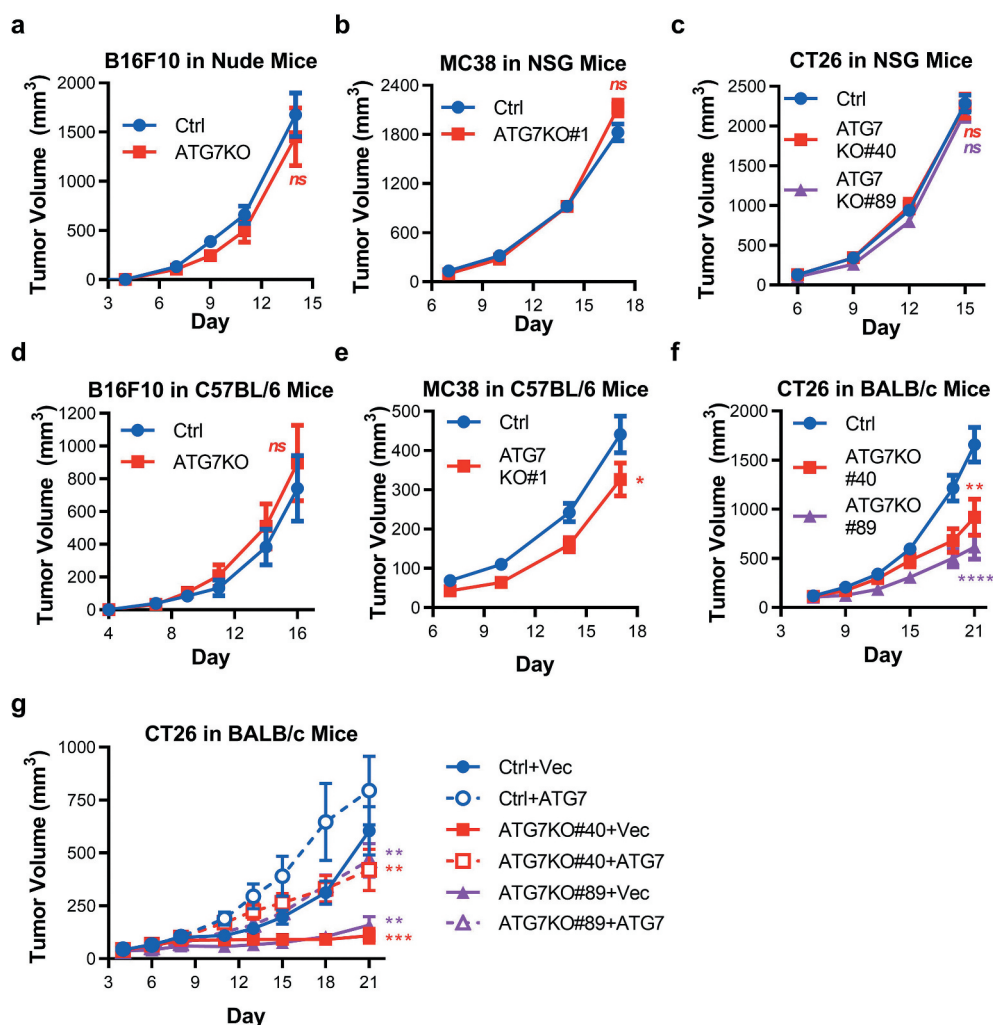 a
B16F10 in Nude Mice
Tumor Volume (mm3)
2000
1500
1000
500
0
Ctrl
ATG7KO
ns
3 6 9 12 15
Day
b
MC38 in NSG Mice
Tumor Volume (mm3)
2400
1800
1200
600
0
Ctrl
ATG7KO#1
ns
6 9 12 15 18
Day
c
CT26 in NSG Mice
Tumor Volume (mm3)
2500
2000
1500
1000
500
0
Ctrl
ATG7
KO#40
ATG7
KO#89
ns
ns
6 9 12 15
Day
d
B16F10 in C57BL/6 Mice
Tumor Volume (mm3)
1200
1000
800
600
400
200
0
Ctrl
ATG7KO
ns
4 8 12 16
Day
e
MC38 in C57BL/6 Mice
Tumor Volume (mm3)
500
400
300
200
100
0
Ctrl
ATG7
KO#1
*
6 9 12 15 18
Day
f
CT26 in BALB/c Mice
Tumor Volume (mm3)
2000
1500
1000
500
0
Ctrl
ATG7KO
#40
ATG7KO
#89
**
****
3 9 15 21
Day
g
CT26 in BALB/c Mice
Tumor Volume (mm3)
1000
750
500
250
0
**
**
**
***
3 6 9 12 15 18 21
Day
Ctrl+Vec
Ctrl+ATG7
ATG7KO#40+Vec
ATG7KO#40+ATG7
ATG7KO#89+Vec
ATG7KO#89+ATG7